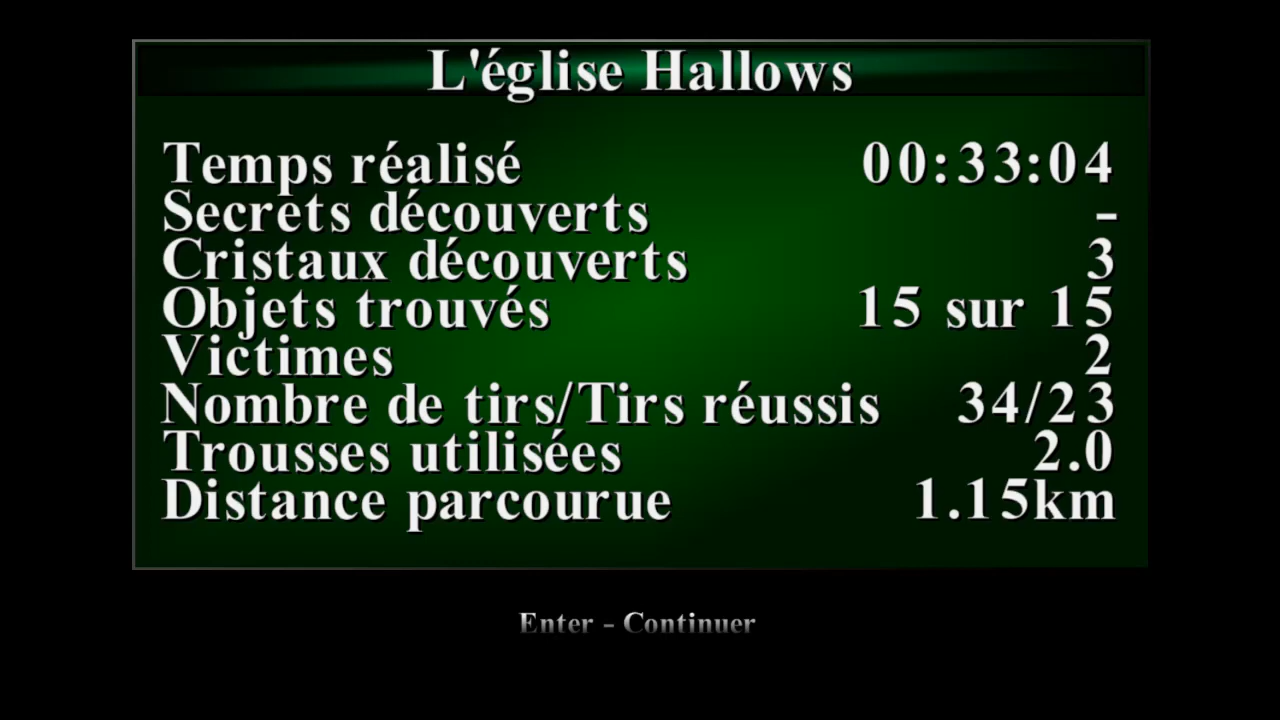 L'église Hallows
Temps réalisé 00:33:04
Secrets découverts -
Cristaux découverts 3
Objets trouvés 15 sur 15
Victimes 2
Nombre de tirs/Tirs réussis 34/23
Trousses utilisées 2.0
Distance parcourue 1.15km
Enter - Continuer